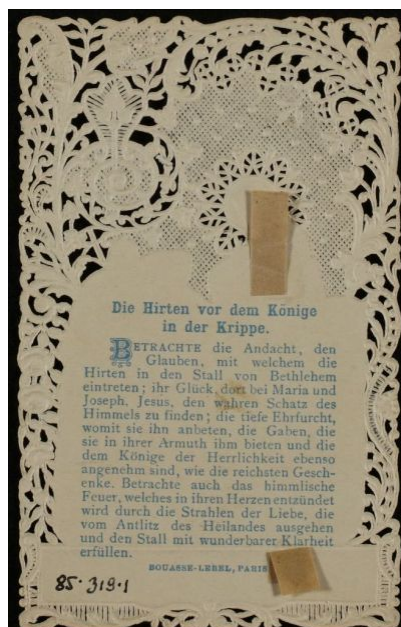 Die Hirten vor dem Könige
in der Krippe.
BETRACHTE die Andacht, den
Glauben, mit welchem die
Hirten in den Stall von Bethlehem
eintreten; ihr Glück, dort bei Maria und
Joseph, Jesus, den wahren Schatz des
Himmels zu finden; die tiefe Ehrfurcht,
womit sie ihn anbeten, die Gaben, die
sie in ihrer Armuth ihm bieten und die
dem Könige der Herrlichkeit ebenso
angenehm sind, wie die reichsten Gesch-
enke. Betrachte auch das himmlische
Feuer, welches in ihren Herzen entzündet
wird durch die Strahlen der Liebe, die
vom Antlitz des Heilandes ausgehen
und den Stall mit wunderbarer Klarheit
erfüllen.
BOUASSE-LEBEL, PARIS
85·319·1